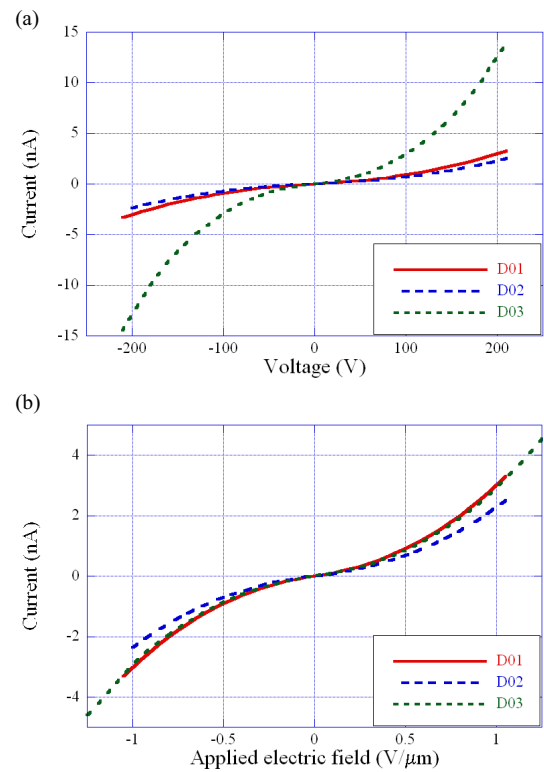 (a)
15
10
5
0
-5
-10
-15
Current (nA)
D01
D02
D03
-200
-100
0
100
200
Voltage (V)
(b)
4
2
0
-2
-4
Current (nA)
D01
D02
D03
-1
-0.5
0
0.5
1
Applied electric field (V/μm)